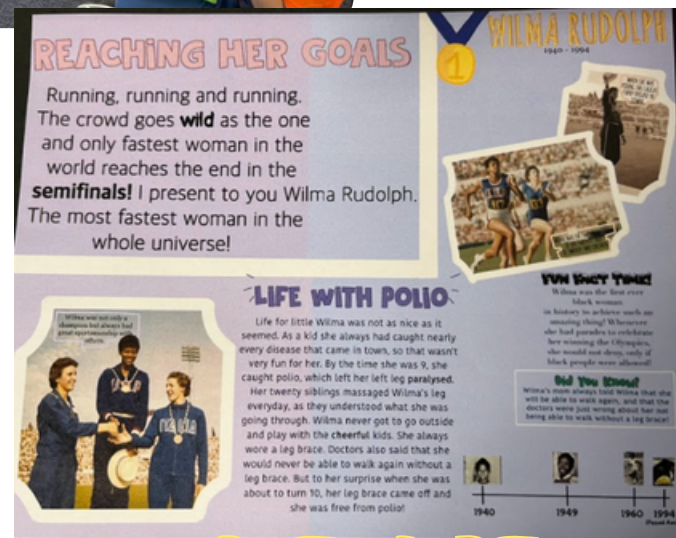 REACHING HER GOALS
Running, running and running.
The crowd goes wild as the one
and only fastest woman in the
world reaches the end in the
semifinals! I present to you Wilma Rudolph.
The most fastest woman in the
whole universe!
1
WILMA RUDOLPH
1940 - 1994
Wilma was not only a
champion but always had
great sportsmanship with
others.
LIFE WITH POLIO
Life for little Wilma was not as nice as it
seemed. As a kid she always had caught nearly
every disease that came in town, so that wasn't
very fun for her. By the time she was 9, she
caught polio, which left her left leg paralysed.
Her twenty siblings massaged Wilma's leg
everyday, as they understood what she was
going through. Wilma never got to go outside
and play with the cheerful kids. She always
wore a leg brace. Doctors also said that she
would never be able to walk again without a
leg brace. But to her surprise when she was
about to turn 10, her leg brace came off and
she was free from polio!
FUN FACT TIME!
Wilma was the first ever
black woman
in history to achieve such an
amazing thing! Whenever
she had parades to celebrate
her winning the Olympics,
she would not deny, only if
black people were allowed!
Did You Know?
Wilma's mom always told Wilma that she
will be able to walk again, and that the
doctors were just wrong about her not
being able to walk without a leg brace!
1940
1949
1960
1994